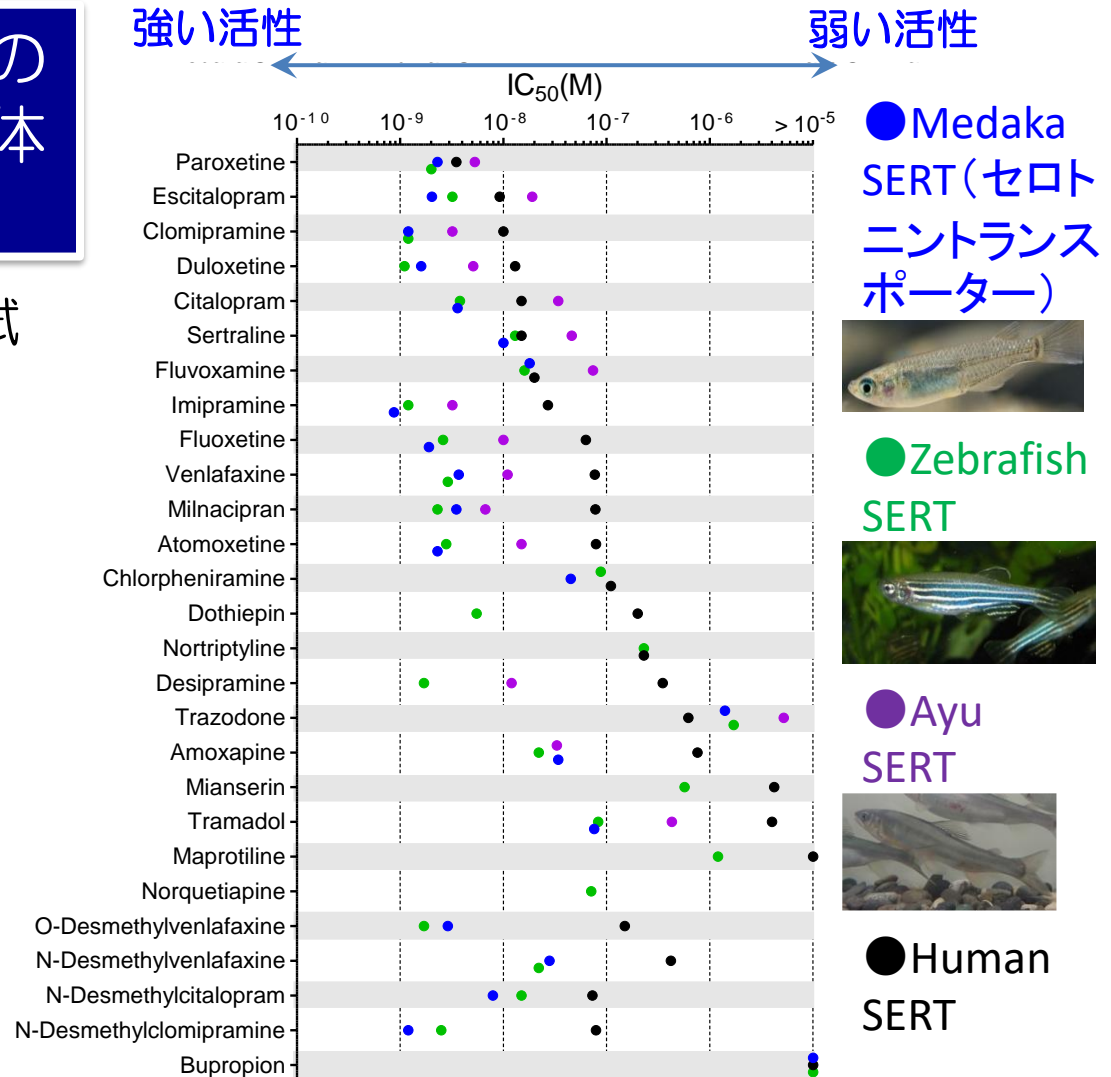 の
本
式
強い活性
弱い活性
IC50(M)
10-10 10-9 10-8 10-7 10-6 > 10-5
Paroxetine
Escitalopram
Clomipramine
Duloxetine
Citalopram
Sertraline
Fluvoxamine
Imipramine
Fluoxetine
Venlafaxine
Milnacipran
Atomoxetine
Chlorpheniramine
Dothiepin
Nortriptyline
Desipramine
Trazodone
Amoxapine
Mianserin
Tramadol
Maprotiline
Norquetiapine
O-Desmethylvenlafaxine
N-Desmethylvenlafaxine
N-Desmethylcitalopram
N-Desmethylclomipramine
Bupropion
●Medaka
SERT（セロト
ニントランス
ポーター）
●Zebrafish
SERT
●Ayu
SERT
●Human
SERT